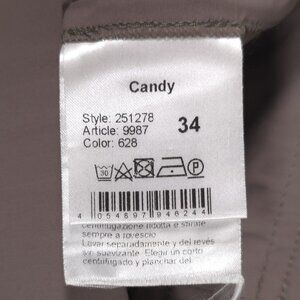 Candy
Style: 251278
Article: 9987
Color: 628
34
30
P
4 054897 946244
centrifugazione ridotta e stirate
sempre a rovescio
Lavar separadamente y del revés
sin suavizante. Elegir un corto
centrifugado y planchar del